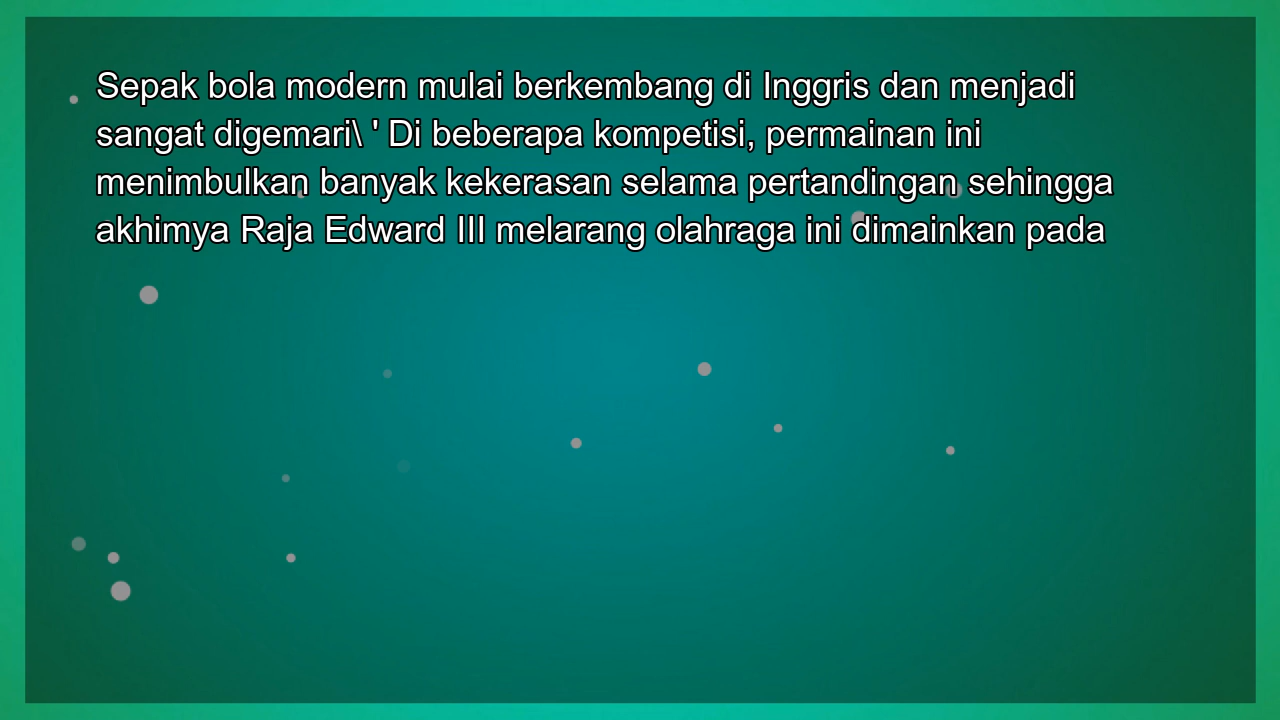 Sepak bola modern mulai berkembang di Inggris dan menjadi
sangat digemari\ ' Di beberapa kompetisi, permainan ini
menimbulkan banyak kekerasan selama pertandingan sehingga
akhimya Raja Edward III melarang olahraga ini dimainkan pada